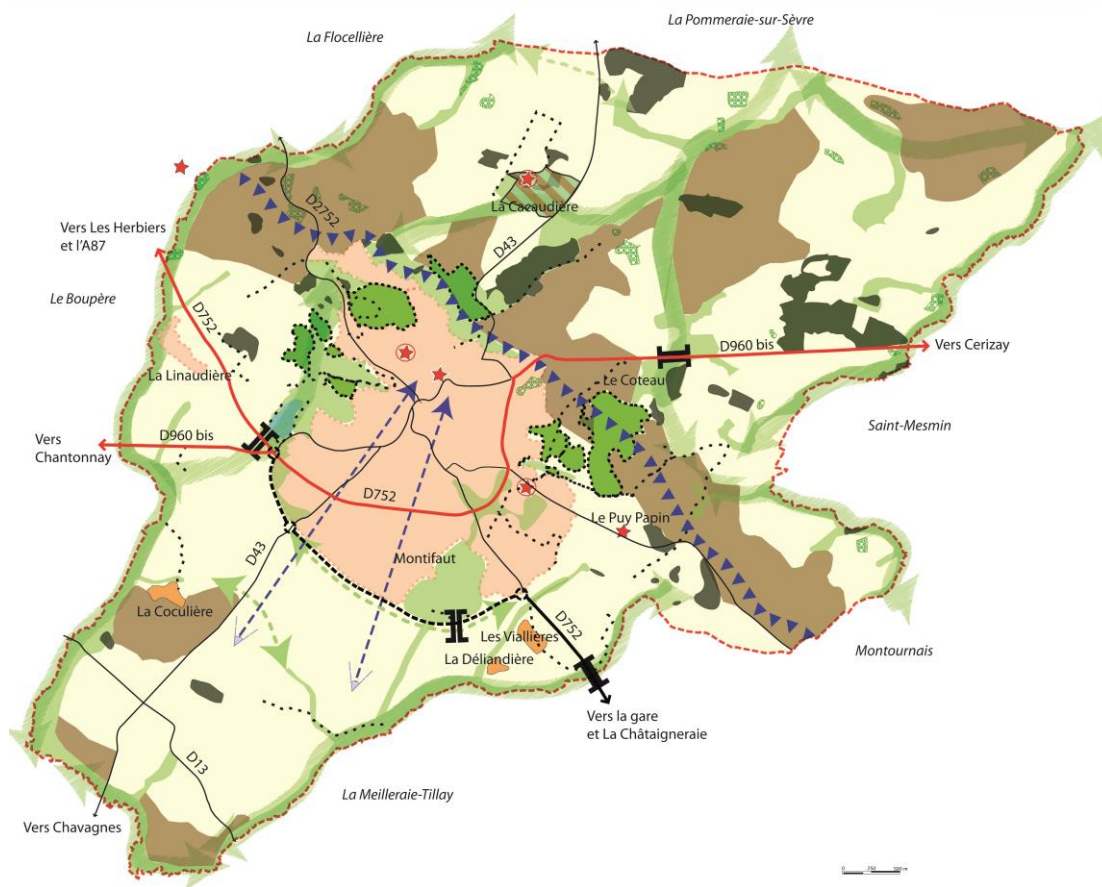 La Pommeraie-sur-Sèvre
La Flocellière
La Cacaudière
D2752
Vers Les Herbiers
et l'A87
D43
Le Boupère
D752
D960 bis
Vers Cerizay
La Linaudière
Le Coteau
Saint-Mesmin
Vers
Chantonnay
D960 bis
D752
Le Puy Papin
D43
Montifaut
La Coculière
D752
Les Viallières
La Déliandière
Montournais
Vers la gare
et La Châtaigneraie
D13
La Meilleraie-Tillay
Vers Chavagnes
0 250 500 m